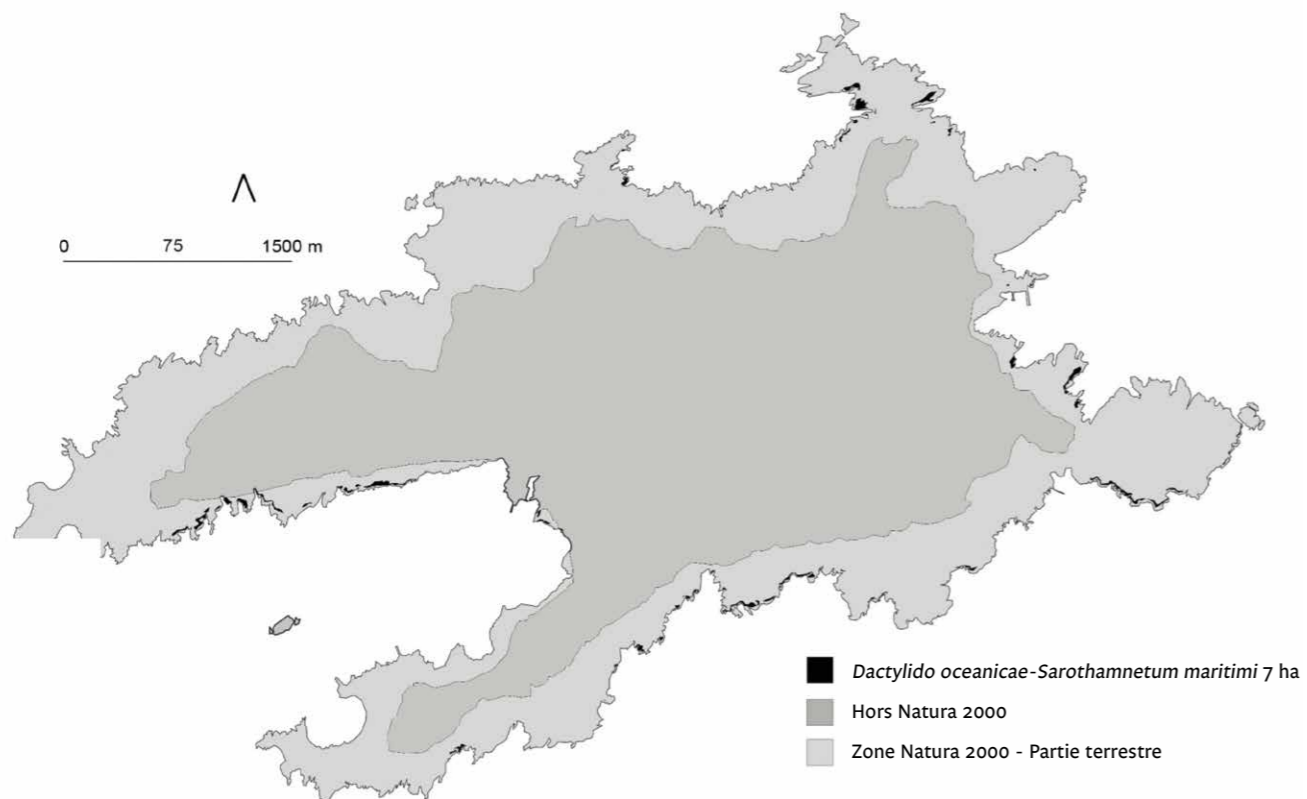 0 75 1500 m
Dactylido oceanicae-Sarothamnetum maritimi 7 ha
Hors Natura 2000
Zone Natura 2000 - Partie terrestre